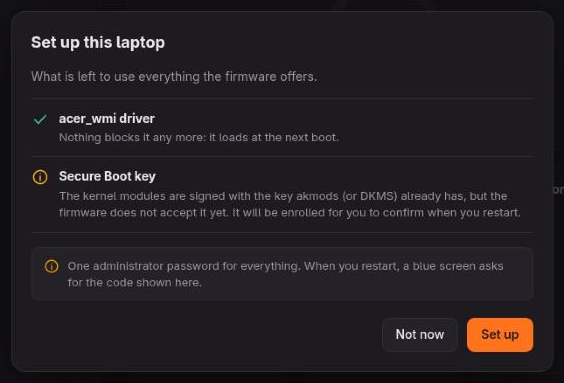 Set up this laptop
What is left to use everything the firmware offers.
acer_wmi driver
Nothing blocks it any more: it loads at the next boot.
Secure Boot key
The kernel modules are signed with the key akmods (or DKMS) already has, but the
firmware does not accept it yet. It will be enrolled for you to confirm when you restart.
One administrator password for everything. When you restart, a blue screen asks
for the code shown here.
Not now
Set up